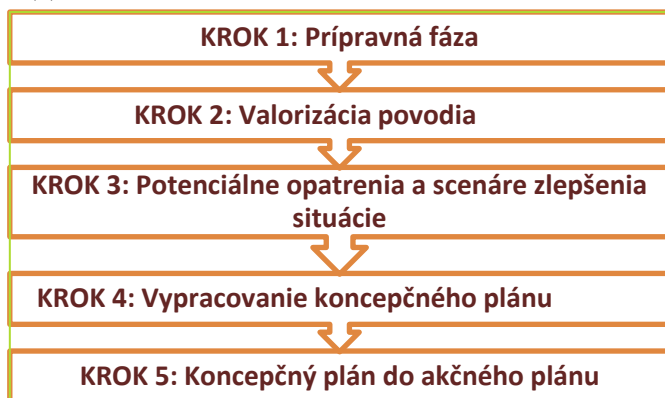 KROK 1: Prípravná fáza
KROK 2: Valorizácia povodia
KROK 3: Potenciálne opatrenia a scenáre zlepšenia
situácie
KROK 4: Vypracovanie koncepčného plánu
KROK 5: Koncepčný plán do akčného plánu